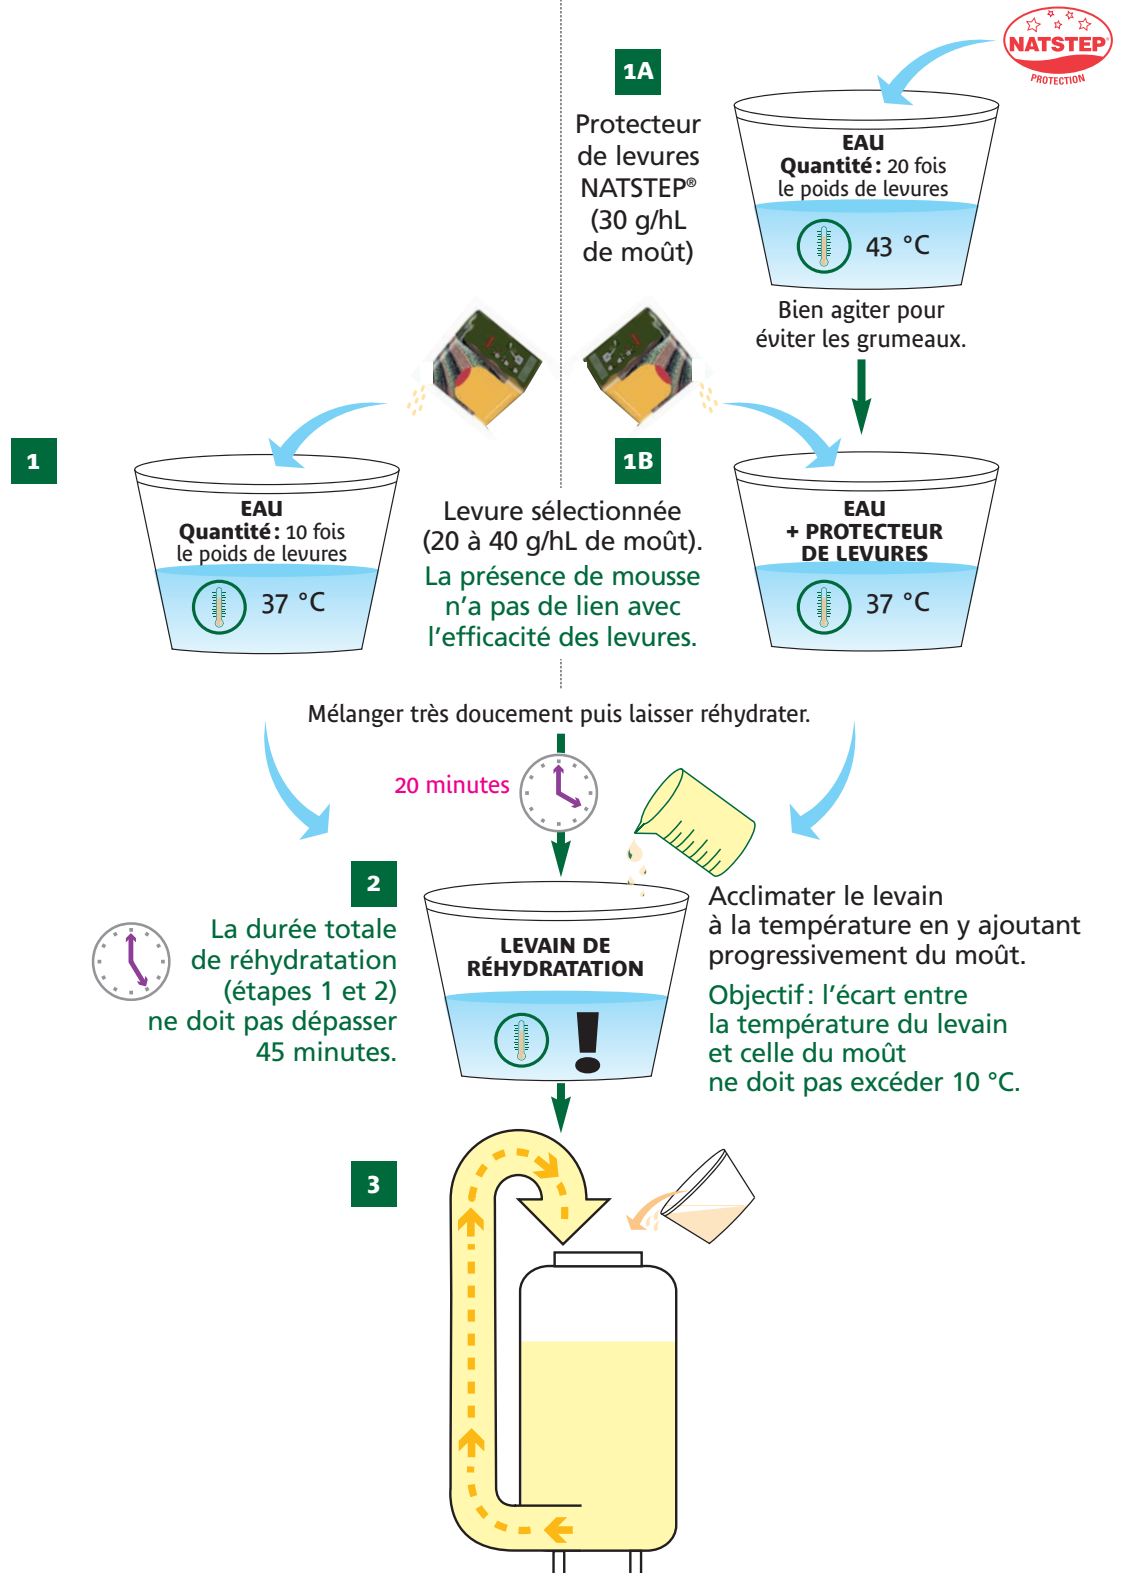 NATSTEP®
PROTECTION
1A
Protecteur
de levures
NATSTEP®
(30 g/hL
de moût)
EAU
Quantité : 20 fois
le poids de levures
43 °C
Bien agiter pour
éviter les grumeaux.
1
EAU
Quantité : 10 fois
le poids de levures
37 °C
1B
Levure sélectionnée
(20 à 40 g/hL de moût).
La présence de mousse
n’a pas de lien avec
l’efficacité des levures.
EAU
+ PROTECTEUR
DE LEVURES
37 °C
Mélanger très doucement puis laisser réhydrater.
20 minutes
2
La durée totale
de réhydratation
(étapes 1 et 2)
ne doit pas dépasser
45 minutes.
LEVAIN DE
RÉHYDRATATION
!
Acclimater le levain
à la température en y ajoutant
progressivement du moût.
Objectif : l’écart entre
la température du levain
et celle du moût
ne doit pas excéder 10 °C.
3